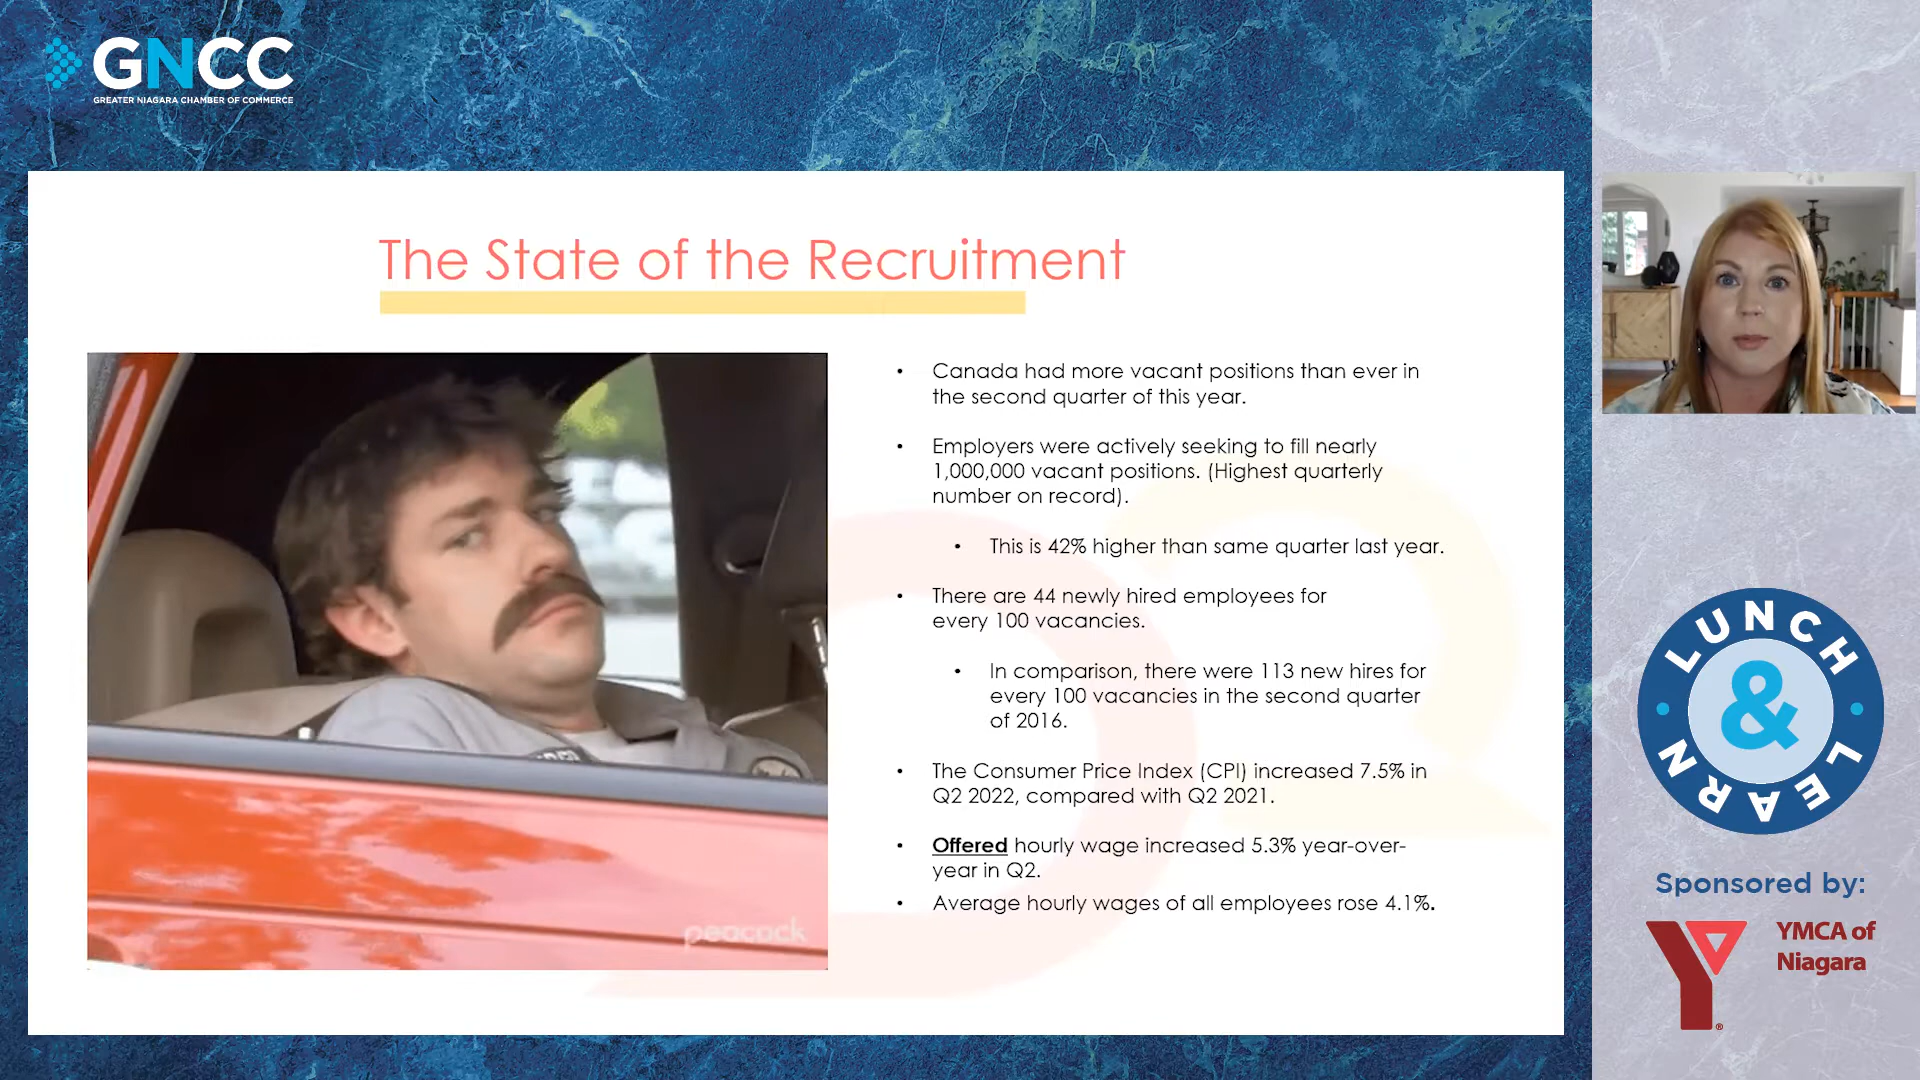 GNCC
GREATER NIAGARA CHAMBER OF COMMERCE
The State of the Recruitment
• Canada had more vacant positions than ever in
the second quarter of this year.
• Employers were actively seeking to fill nearly
1,000,000 vacant positions. (Highest quarterly
number on record).
• This is 42% higher than same quarter last year.
• There are 44 newly hired employees for
every 100 vacancies.
• In comparison, there were 113 new hires for
every 100 vacancies in the second quarter
of 2016.
• The Consumer Price Index (CPI) increased 7.5% in
Q2 2022, compared with Q2 2021.
• Offered hourly wage increased 5.3% year-over-
year in Q2.
• Average hourly wages of all employees rose 4.1%.
peacock
LUNCH
&
LEARN
Sponsored by:
YMCA of
Niagara
®